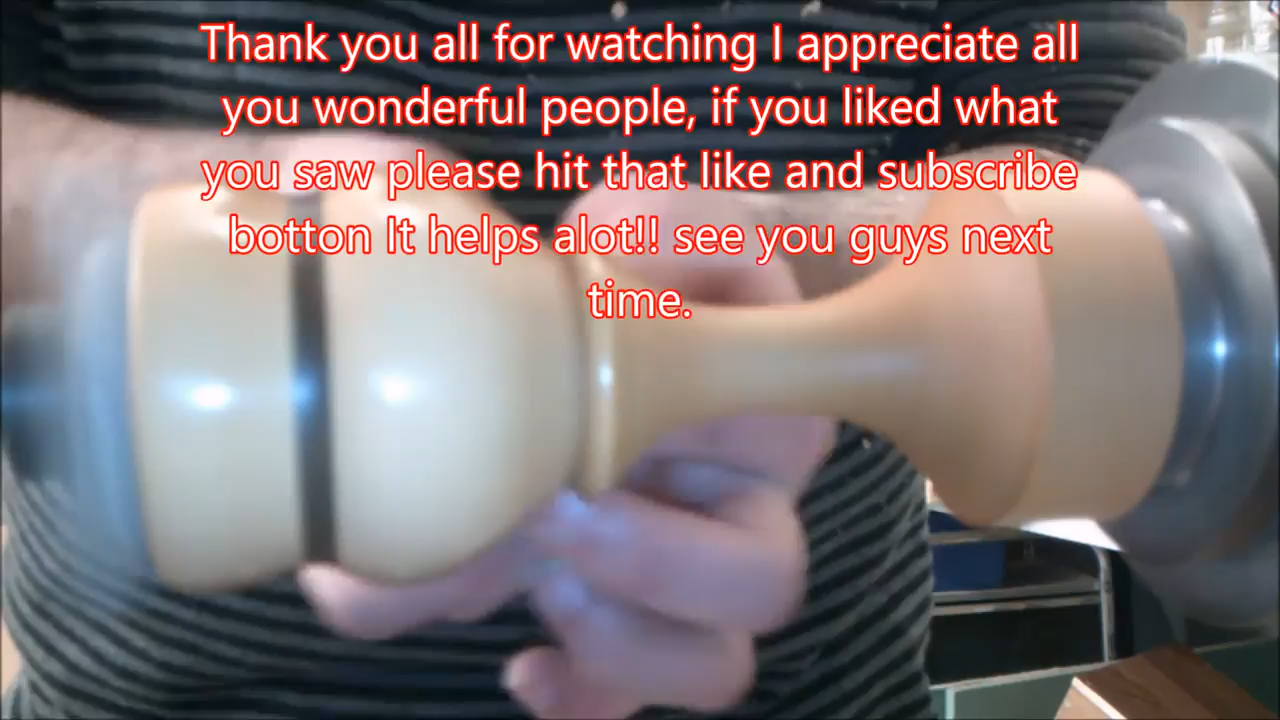 Thank you all for watching I appreciate all
you wonderful people, if you liked what
you saw please hit that like and subscribe
botton It helps alot!! see you guys next
time.